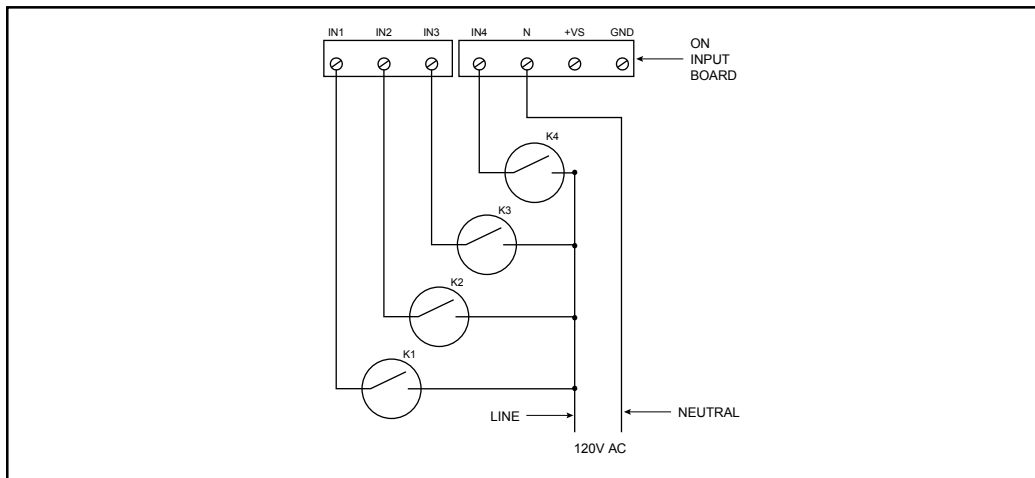 IN1 IN2 IN3 IN4 N +VS GND
ON
INPUT
BOARD
K4
K3
K2
K1
LINE
NEUTRAL
120V AC